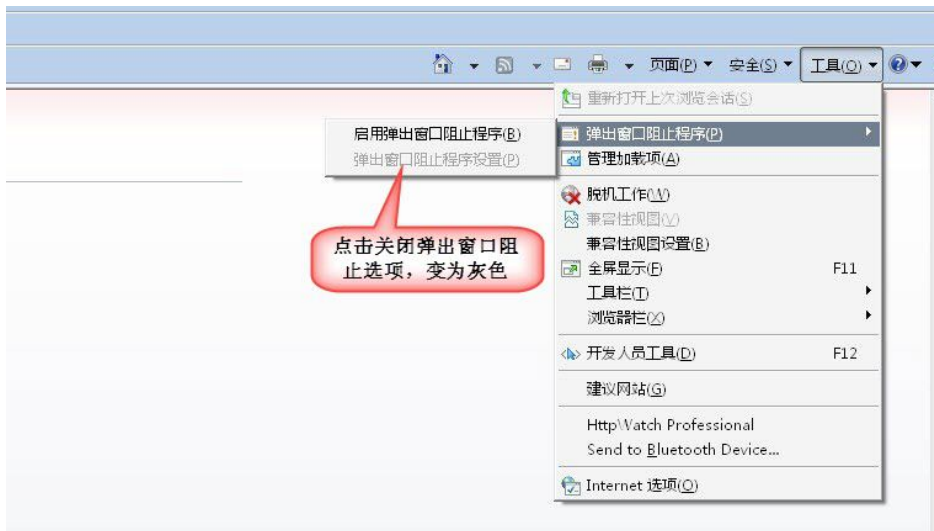 页面(P) 安全(S) 工具(O)
重新打开上次浏览会话(S)
启用弹出窗口阻止程序(B)
弹出窗口阻止程序(P)
弹出窗口阻止程序设置(P)
管理加载项(A)
脱机工作(W)
兼容性视图(V)
点击关闭弹出窗口阻
止选项，变为灰色
兼容性视图设置(B)
全屏显示(F) F11
工具栏(T)
浏览器栏(X)
开发人员工具(D) F12
建议网站(G)
HttpWatch Professional
Send to Bluetooth Device...
Internet 选项(O)